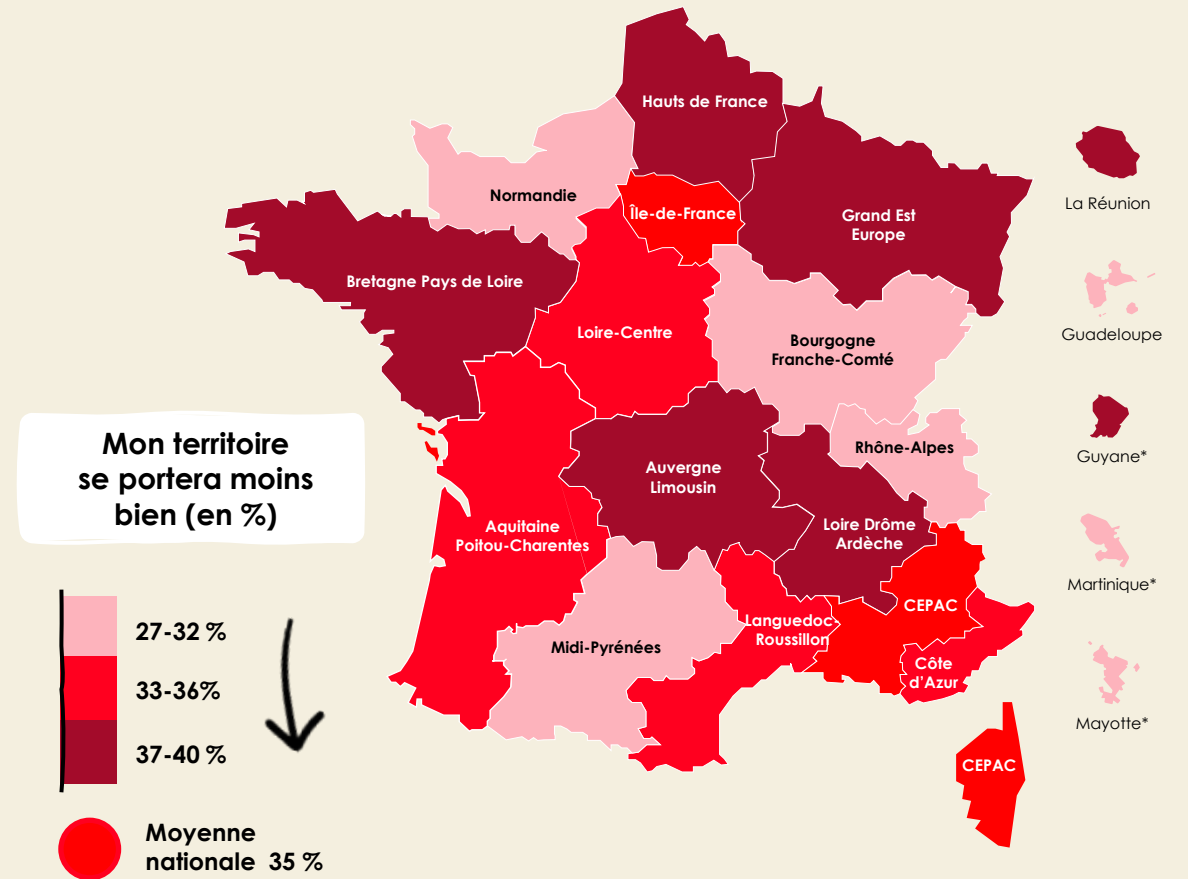 Hauts de France
Normandie
Île-de-France
Grand Est
Europe
La Réunion
Bretagne Pays de Loire
Loire-Centre
Bourgogne
Franche-Comté
Guadeloupe
Mon territoire
se portera moins
bien (en %)
Auvergne
Limousin
Rhône-Alpes
Guyane*
Aquitaine
Poitou-Charentes
Loire Drôme
Ardèche
Martinique*
CEPAC
Languedoc-
Roussillon
Midi-Pyrénées
Côte
d'Azur
Mayotte*
CEPAC
27-32 %
33-36%
37-40 %
Moyenne
nationale 35 %